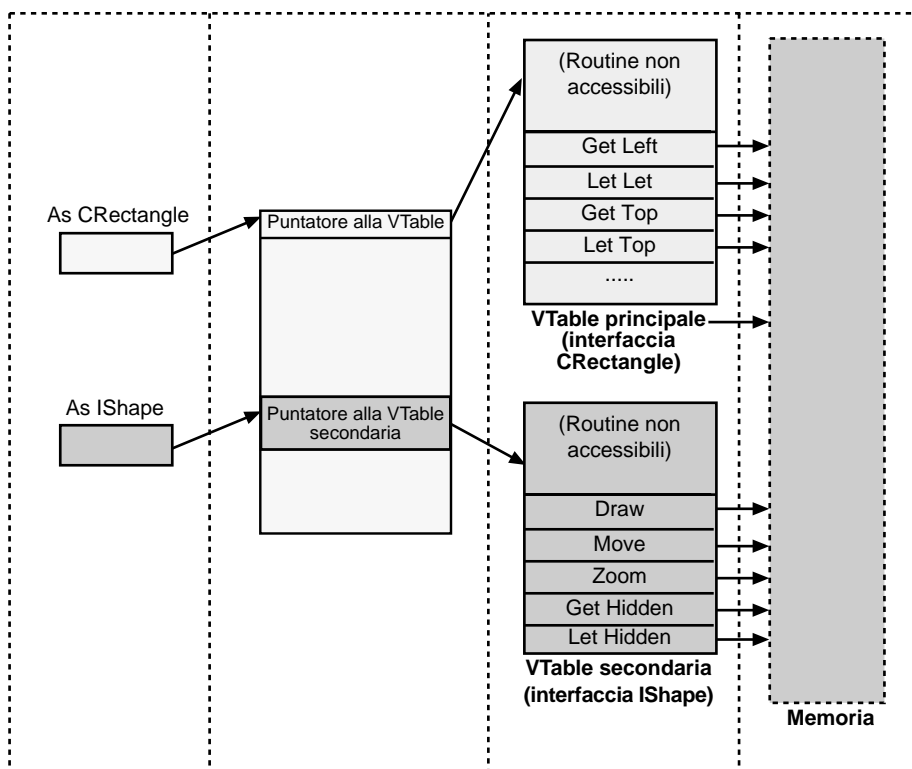 As CRectangle
As IShape
Puntatore alla VTable
Puntatore alla VTable
secondaria
(Routine non
accessibili)
Get Left
Let Let
Get Top
Let Top
.....
VTable principale
(interfaccia
CRectangle)
(Routine non
accessibili)
Draw
Move
Zoom
Get Hidden
Let Hidden
VTable secondaria
(interfaccia IShape)
Memoria